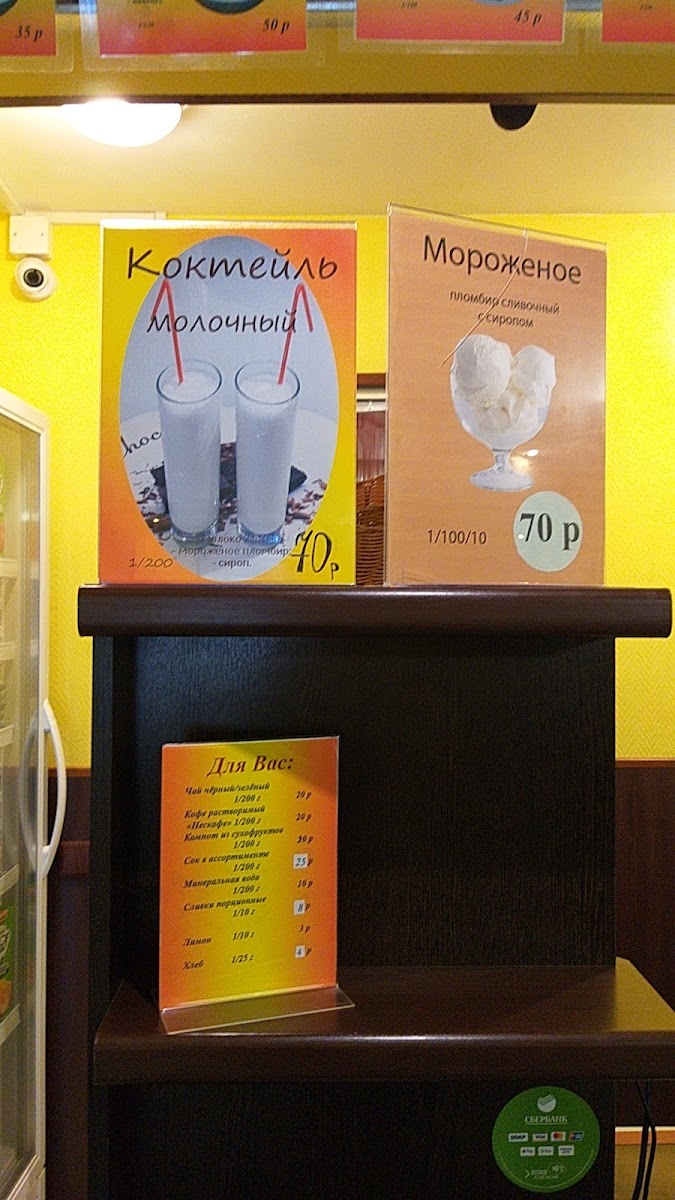 35 р
50 р
45 р
Коктейль
молочный
1/200
- Мороженое пломбир;
- сироп.
70р
Мороженое
пломбир сливочный
с сиропом
1/100/10
70 р
Для Вас:
Чай чёрный/зелёный
1/200 г 20 р
Кофе растворимый
«Нескафе» 1/200 г 20 р
Компот из сухофруктов
1/200 г 20 р
Сок в ассортименте
1/200 г 25 р
Минеральная вода
1/200 г 10 р
Сливки порционные
1/10 г 8 р
Лимон 1/10 г 3 р
Хлеб 1/25 г 4 р
СБЕРБАНК
VISA